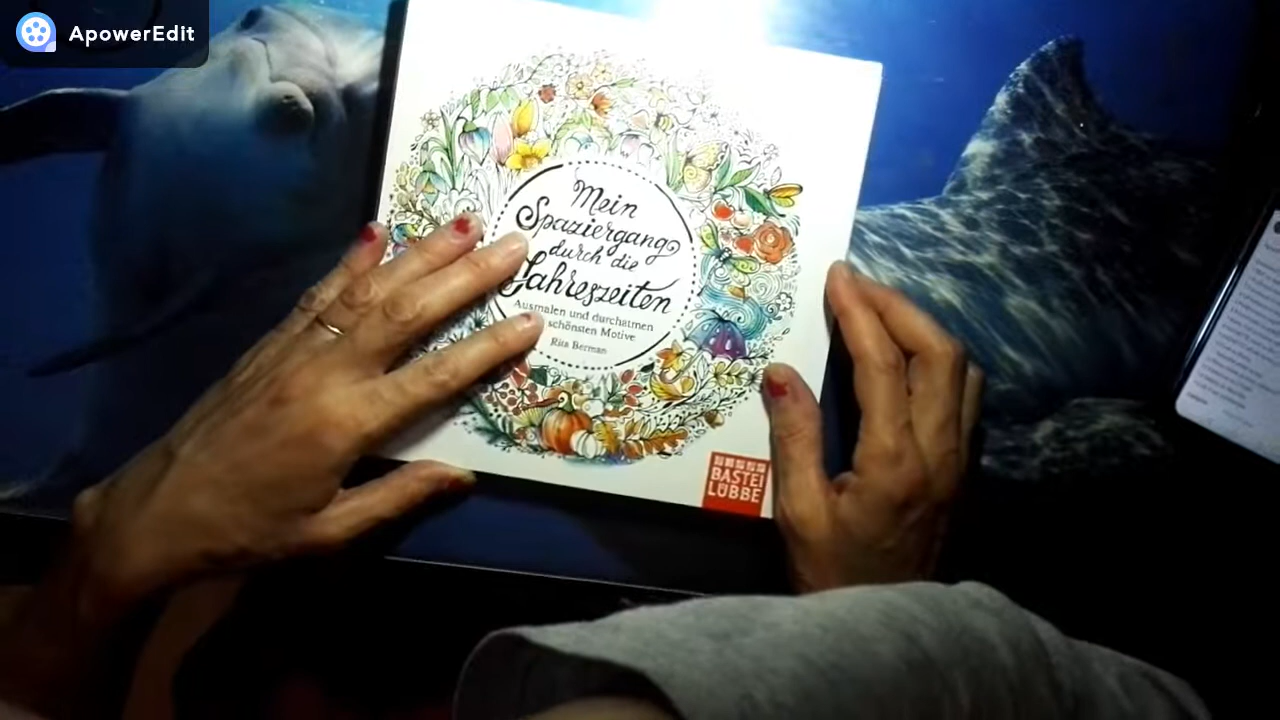 ApowerEdit
Mein
Spaziergang
durch die
Jahreszeiten
Ausmalen und durchatmen
schönsten Motive
Rita Berman
BASTEI
LÜBBE